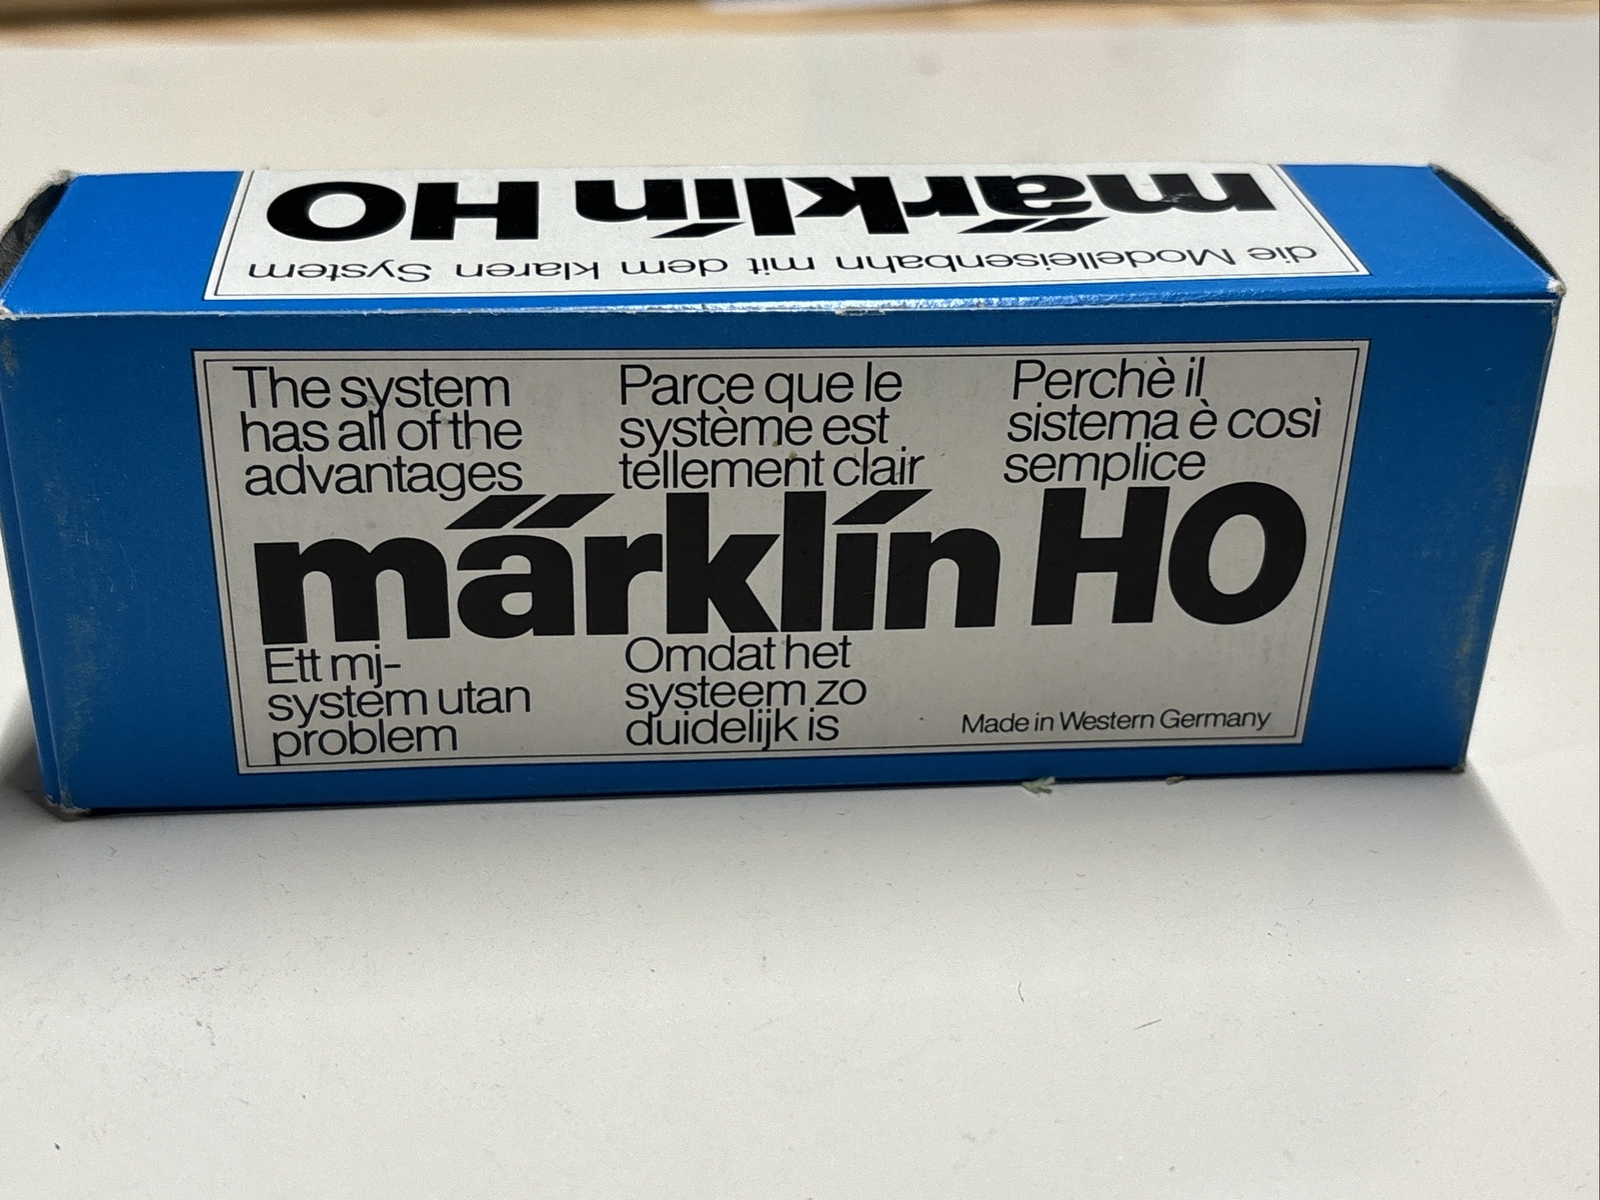 märklín HO
die Modelleisenbahn mit dem klaren System
The system
has all of the
advantages
Parce que le
système est
tellement clair
Perchè il
sistema è così
semplice
märklín HO
Ett mj-
system utan
problem
Omdat het
systeem zo
duidelijk is
Made in Western Germany